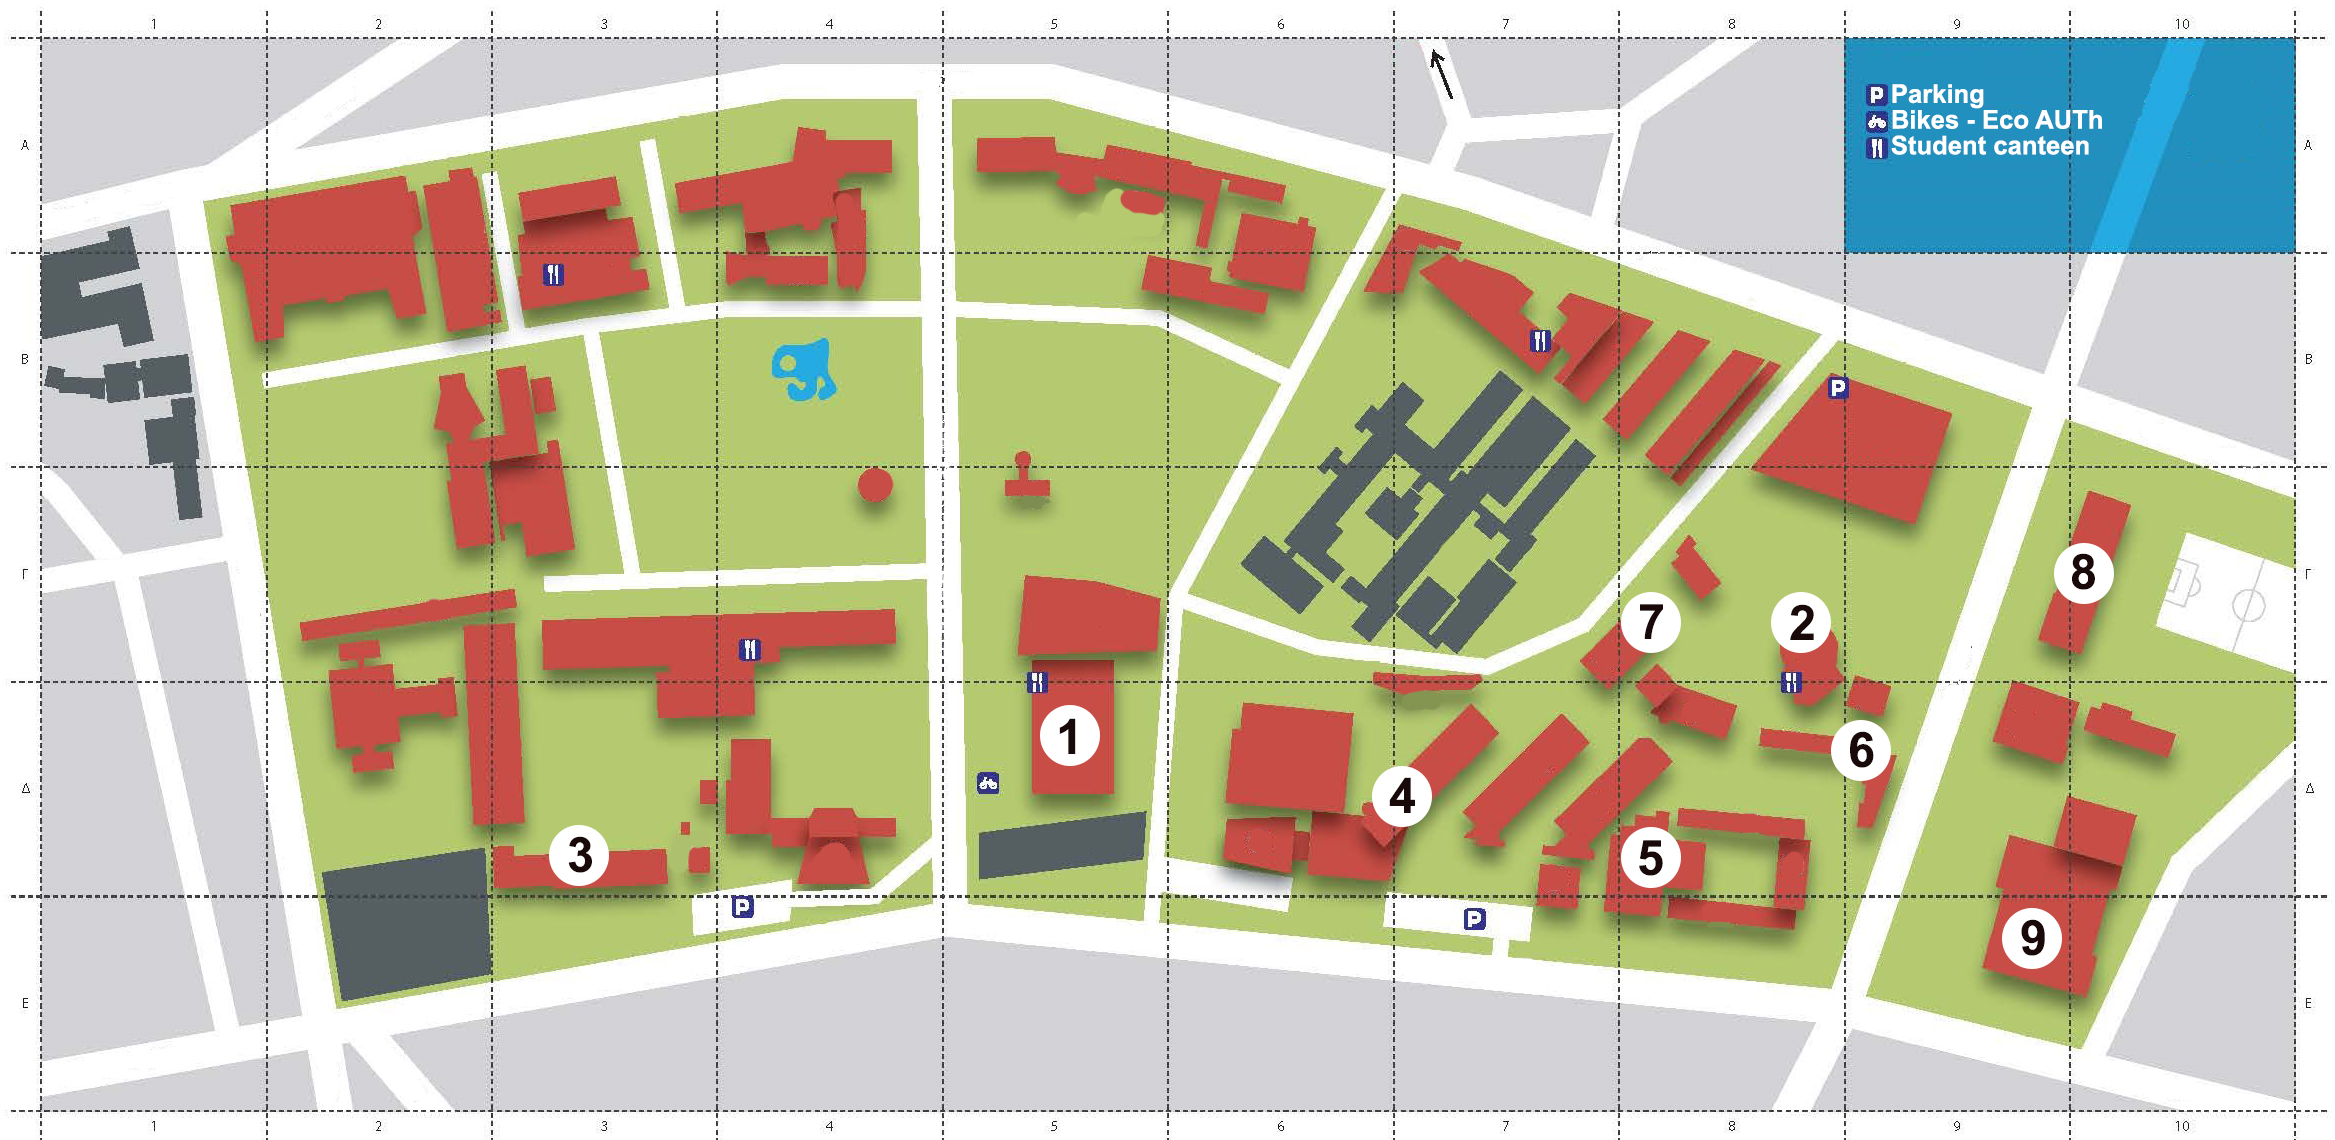 1 2 3 4 5 6 7 8 9 10
P Parking
Bikes - Eco AUTh
Student canteen
A A
B B
P
Γ Γ
8
7 2
1
6
4
Δ Δ
3 5
P P
9
E E
1 2 3 4 5 6 7 8 9 10